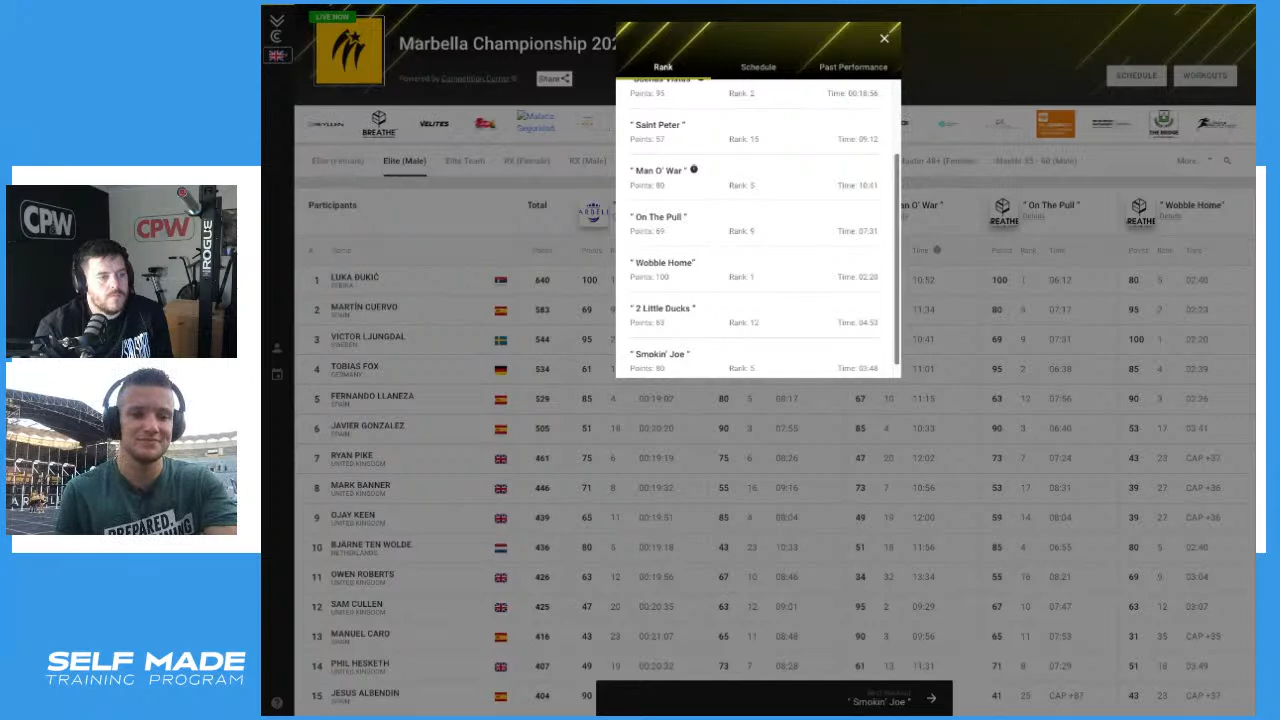 LIVE NOW
Marbella Championship 202
Powered by Competition Corner ©
Share
SCHEDULE
WORKOUTS
Rank
Schedule
Past Performance
Points: 95 Rank: 2 Time: 00:18:56
" Saint Peter "
Points: 57 Rank: 15 Time: 09:12
" Man O' War "
Points: 80 Rank: 5 Time: 10:41
" On The Pull "
Points: 69 Rank: 9 Time: 07:31
" Wobble Home"
Points: 100 Rank: 1 Time: 02:20
" 2 Little Ducks "
Points: 63 Rank: 12 Time: 04:53
" Smokin' Joe "
Points: 80 Rank: 5 Time: 03:48
BREATHE
VELITES
THE BRIDGE
Elite (Male)
Elite Team
RX (Female)
RX (Male)
More..
Participants
Total
" On The Pull "
Details
" Wobble Home"
Details
# Name Points Points Time Points Rank Time Points Rank Time
1 LUKA ĐUKIĆ 640 100 10:52 100 1 06:12 80 5 02:40
SERBIA
2 MARTÍN CUERVO 583 69 11:34 80 07:17 95 2 02:23
SPAIN
3 VICTOR LJUNGDAL 544 95 2 10:41 69 9 07:31 100 1 02:20
SWEDEN
4 TOBIAS FOX 534 61 11:01 95 2 06:38 85 4 02:39
GERMANY
5 FERNANDO LLANEZA 529 85 4 00:19:02 80 5 08:17 67 10 11:15 63 12 07:56 90 3 02:26
SPAIN
6 JAVIER GONZALEZ 505 51 18 00:20:20 90 3 07:55 85 4 10:33 90 3 06:40 53 17 03:41
SPAIN
7 RYAN PIKE 461 75 6 00:19:19 75 6 08:26 47 20 12:02 73 7 07:24 43 23 CAP +37
UNITED KINGDOM
8 MARK BANNER 446 71 8 00:19:32 55 16 09:16 73 7 10:56 53 17 08:31 39 27 CAP +36
UNITED KINGDOM
9 OJAY KEEN 439 65 11 00:19:51 85 4 08:04 49 19 12:00 59 14 08:04 39 27 CAP +36
UNITED KINGDOM
10 BJÄRNE TEN WOLDE 436 80 5 00:19:18 43 23 10:33 51 18 11:56 85 4 06:55 80 5 02:40
NETHERLANDS
11 OWEN ROBERTS 426 63 12 00:19:56 67 10 08:46 34 32 13:34 55 16 08:21 69 9 03:04
UNITED KINGDOM
12 SAM CULLEN 425 47 20 00:20:35 63 12 09:01 95 2 09:29 67 10 07:47 63 12 03:07
UNITED KINGDOM
13 MANUEL CARO 416 43 23 00:21:07 65 11 08:48 90 3 09:56 65 11 07:53 31 35 CAP +35
SPAIN
14 PHIL HESKETH 407 49 19 00:20:32 73 7 08:28 61 13 11:31 71 8 07:29 51 18 03:49
UNITED KINGDOM
15 JESUS ALBENDIN 404 90 41 25 CAP +87 43 23 CAP +37
SPAIN
" Smokin' Joe "
CPW
CPW
ROGUE
PREPARED.
SELF MADE
TRAINING PROGRAM